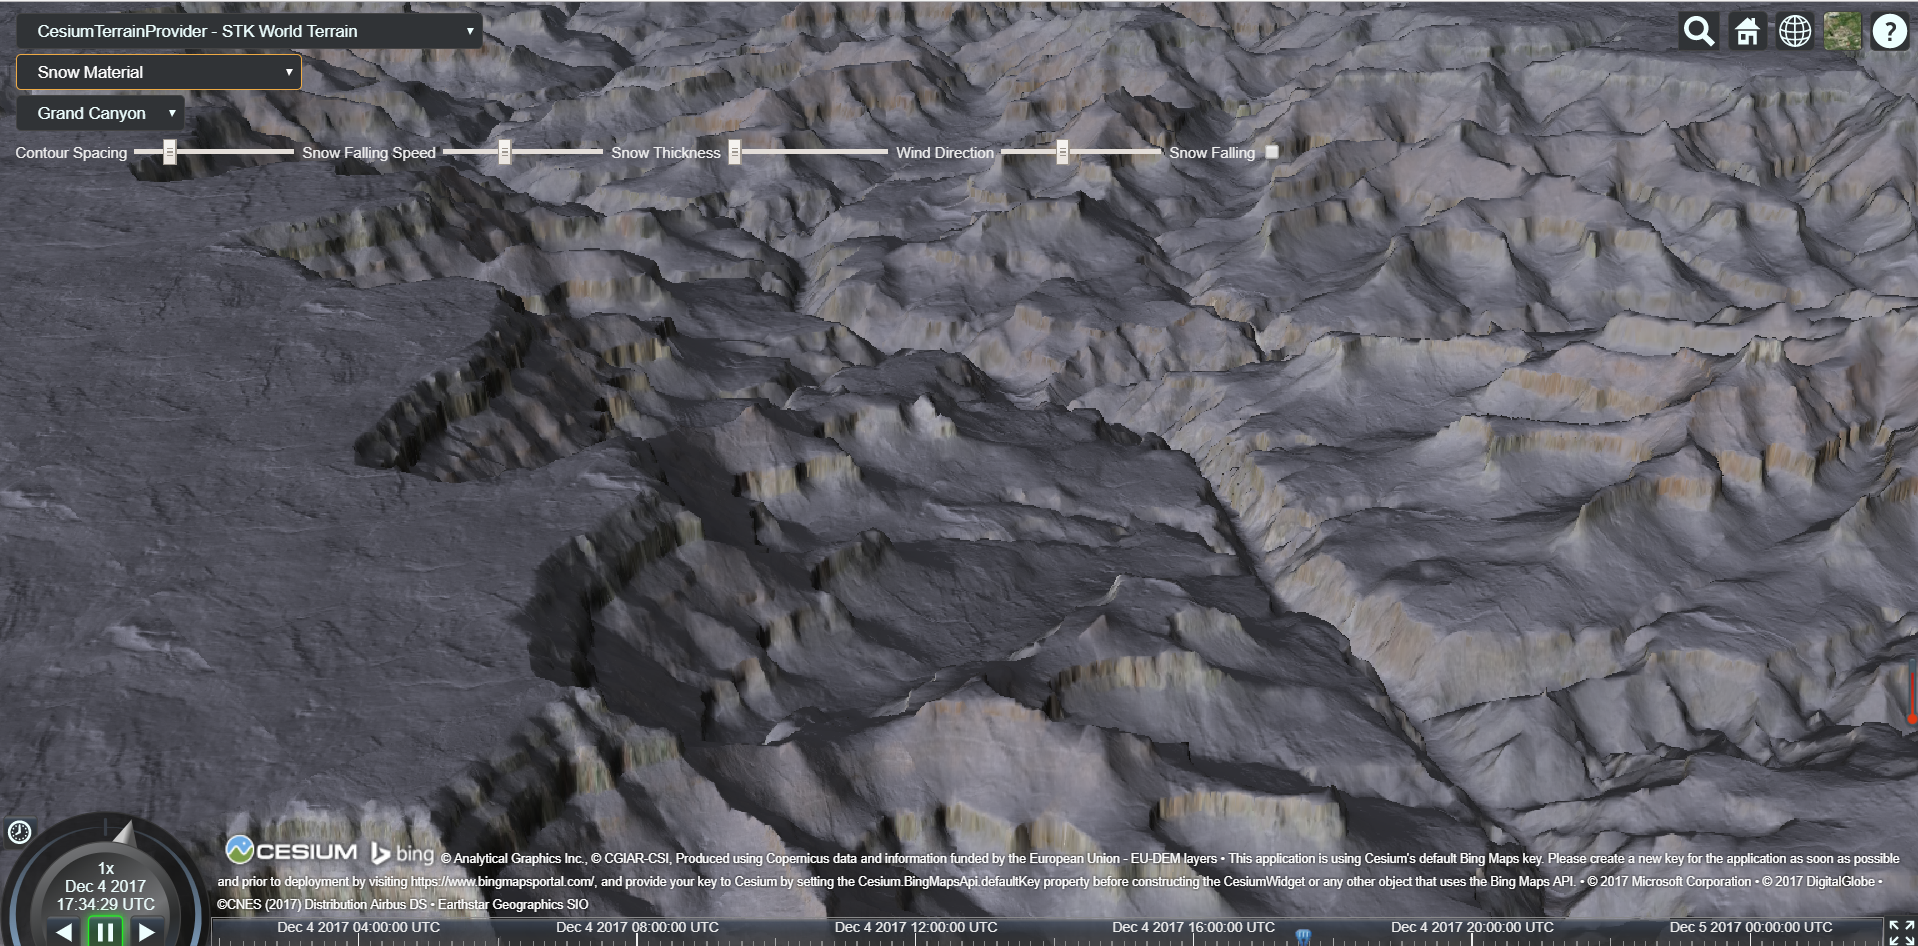 CesiumTerrainProvider - STK World Terrain
Snow Material
Grand Canyon
Contour Spacing Snow Falling Speed Snow Thickness Wind Direction Snow Falling
?
CESIUM bing © Analytical Graphics Inc., © CGIAR-CSI, Produced using Copernicus data and information funded by the European Union - EU-DEM layers • This application is using Cesium's default Bing Maps key. Please create a new key for the application as soon as possible
and prior to deployment by visiting https://www.bingmapsportal.com/, and provide your key to Cesium by setting the Cesium.BingMapsApi.defaultKey property before constructing the CesiumWidget or any other object that uses the Bing Maps API. • © 2017 Microsoft Corporation • © 2017 DigitalGlobe •
©CNES (2017) Distribution Airbus DS • Earthstar Geographics SIO
1x
Dec 4 2017
17:34:29 UTC
Dec 4 2017 04:00:00 UTC Dec 4 2017 08:00:00 UTC Dec 4 2017 12:00:00 UTC Dec 4 2017 16:00:00 UTC Dec 4 2017 20:00:00 UTC Dec 5 2017 00:00:00 UTC